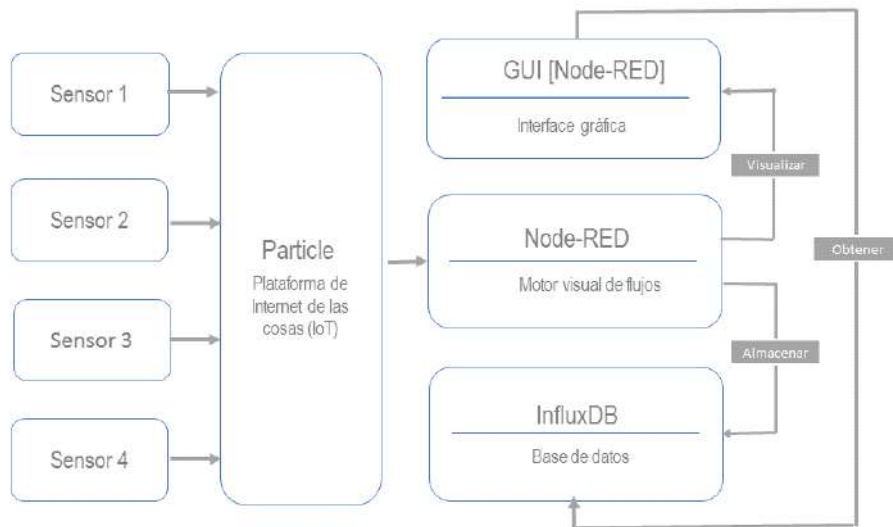 Sensor 1
Sensor 2
Sensor 3
Sensor 4
Particle
Plataforma de
Internet de las
cosas (IoT)
GUI [Node-RED]
Interface gráfica
Node-RED
Motor visual de flujos
InfluxDB
Base de datos
Visualizar
Almacenar
Obtener